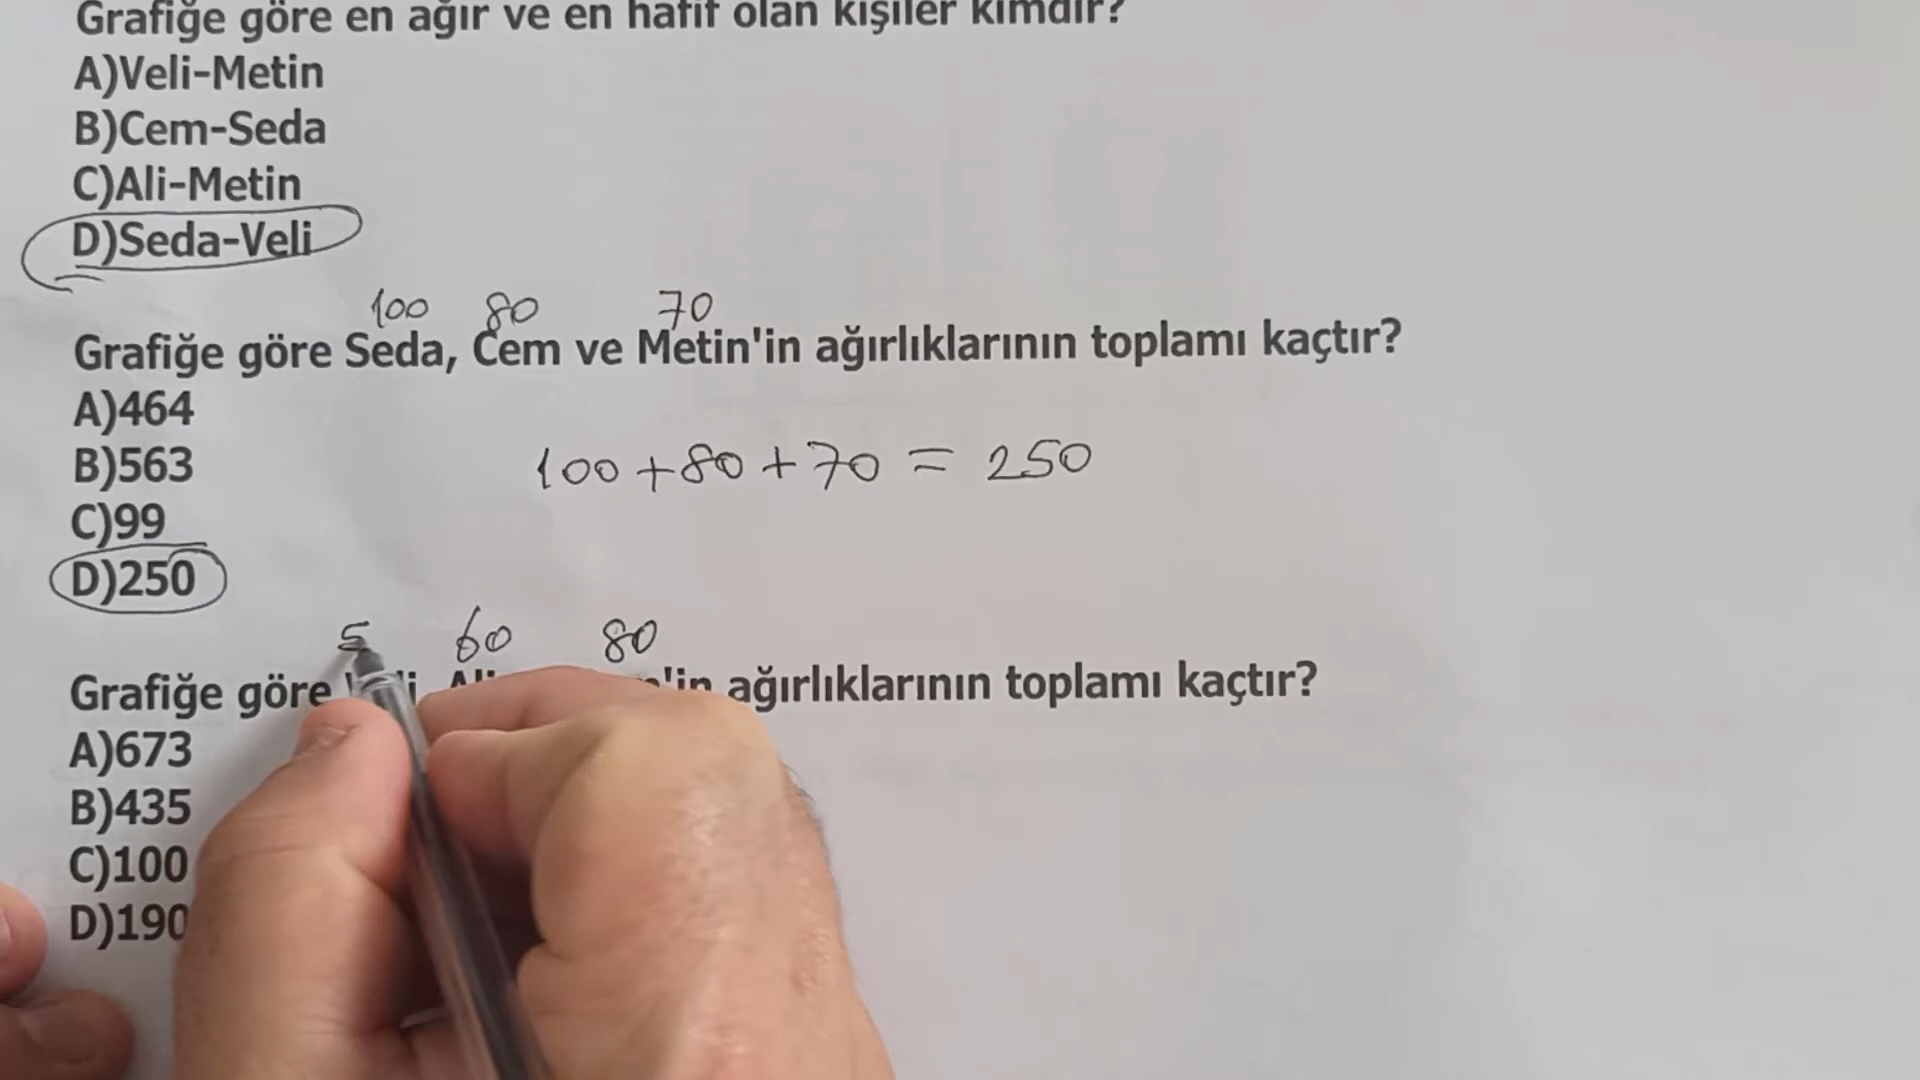 Grafiğe göre en ağır ve en hafif olan kişiler kimdir?
A)Veli-Metin
B)Cem-Seda
C)Ali-Metin
D)Seda-Veli
100 80 70
Grafiğe göre Seda, Cem ve Metin'in ağırlıklarının toplamı kaçtır?
A)464
B)563
100+80+70 = 250
C)99
D)250
5 60 80
Grafiğe göre 'in ağırlıklarının toplamı kaçtır?
A)673
B)435
C)100
D)190